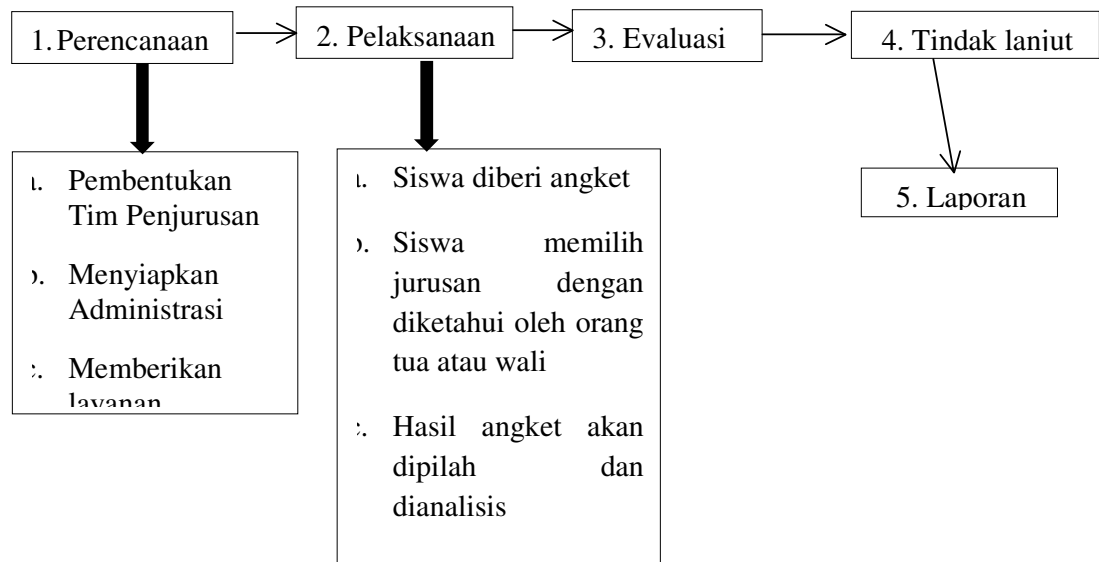 1. Perencanaan
2. Pelaksanaan
3. Evaluasi
4. Tindak lanjut
5. Laporan
a. Pembentukan
Tim Penjurusan
b. Menyiapkan
Administrasi
c. Memberikan
layanan
a. Siswa diberi angket
b. Siswa memilih
jurusan dengan
diketahui oleh orang
tua atau wali
c. Hasil angket akan
dipilah dan
dianalisis